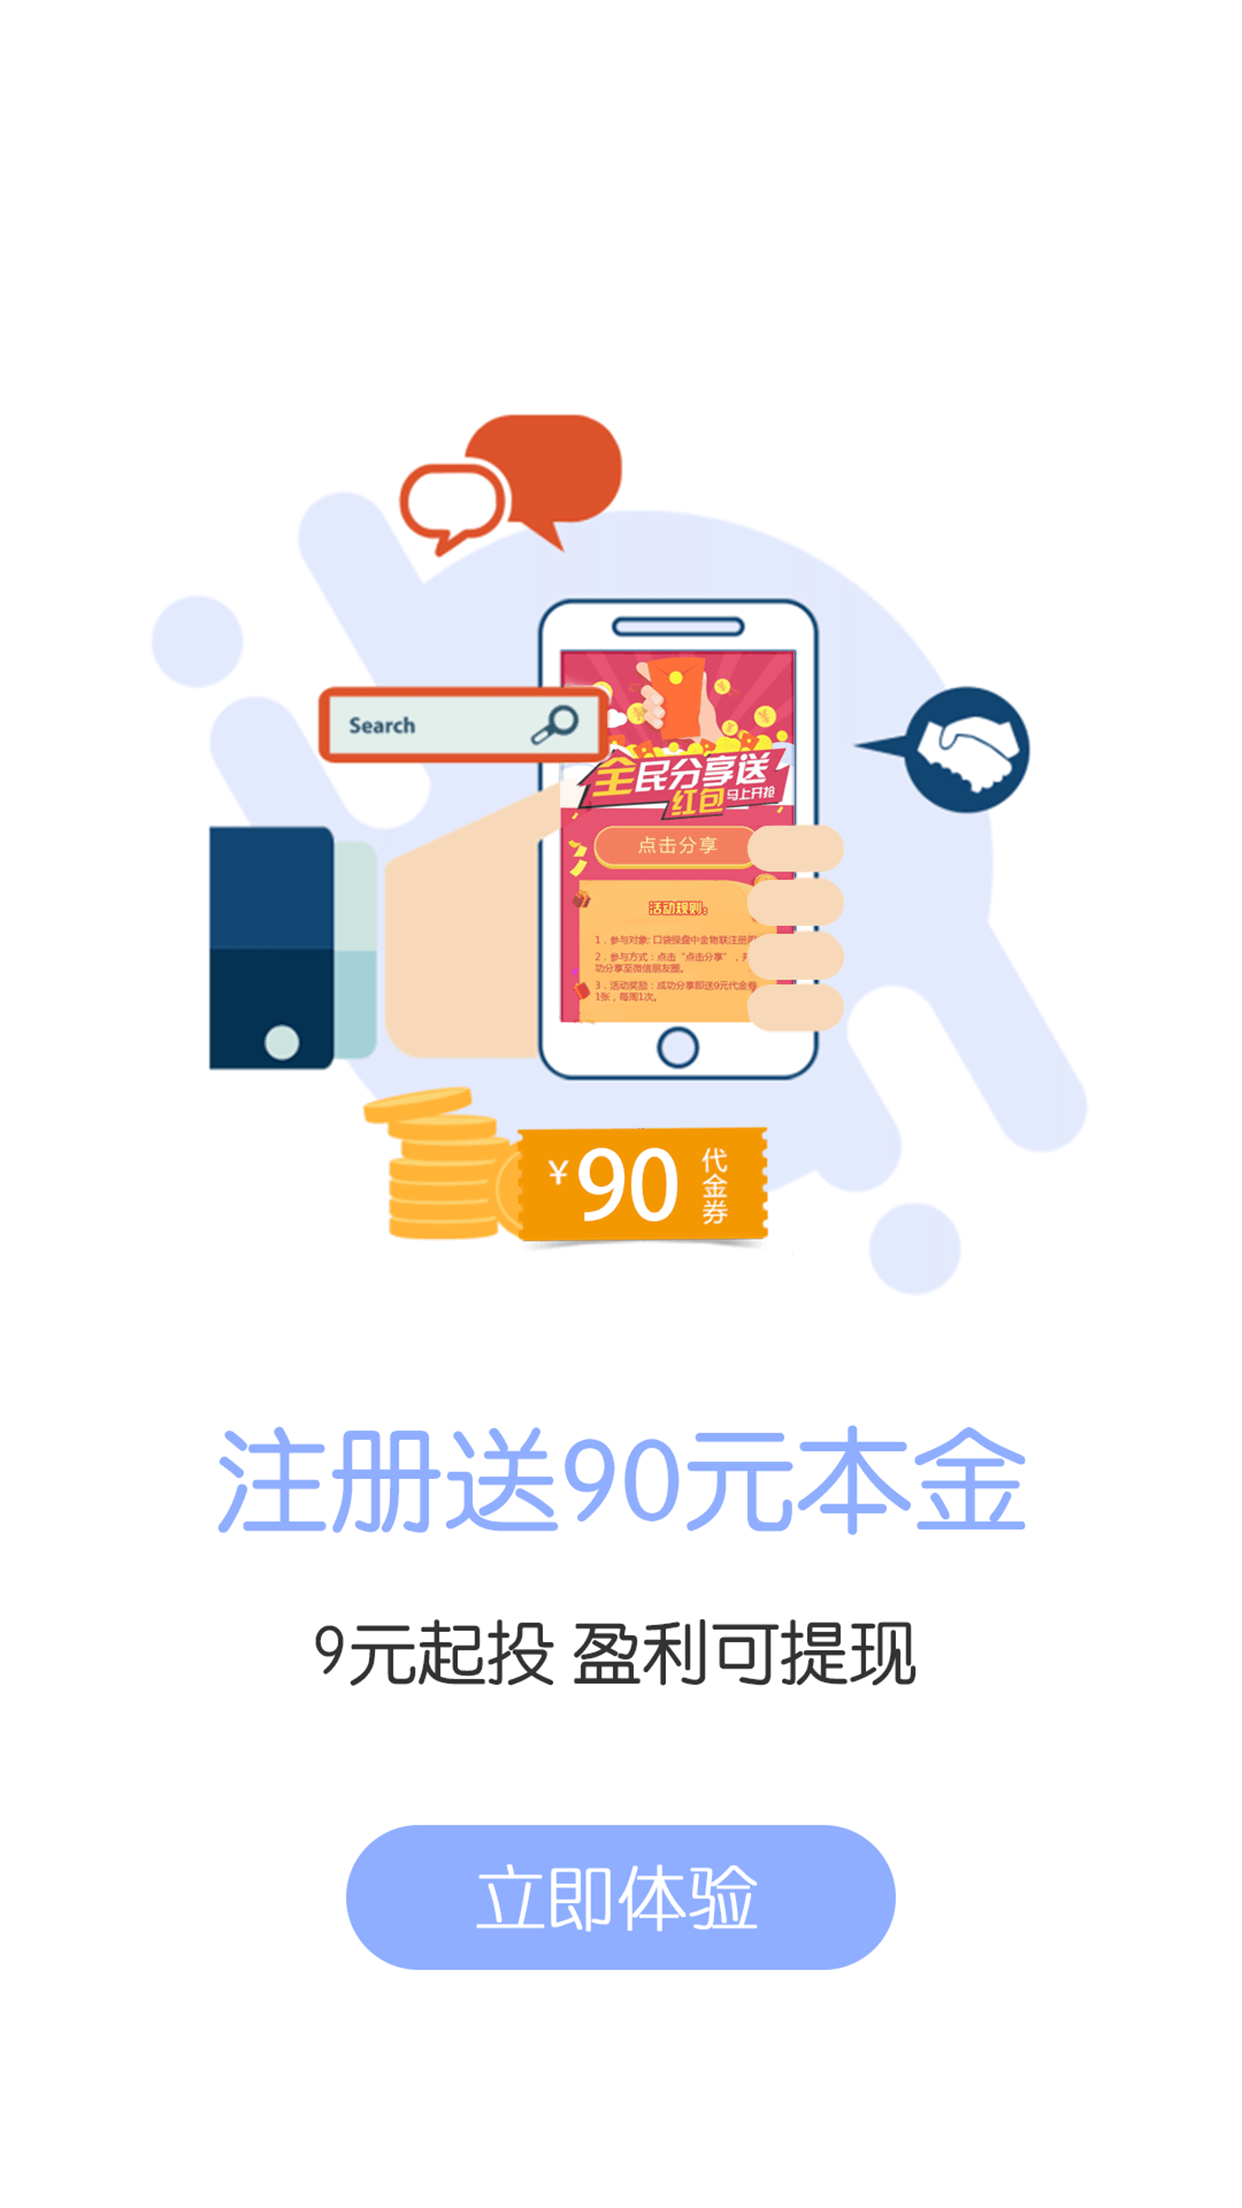 Search
全民分享送
红包 马上开抢
点击分享
活动规则:
1.参与对象: 口袋操盘中金物联注册用
2.参与方式：点击“点击分享”，并
功分享至微信朋友圈。
3.活动奖励：成功分享即送9元代金券
1张，每周1次。
¥90 代金券
注册送90元本金
9元起投 盈利可提现
立即体验